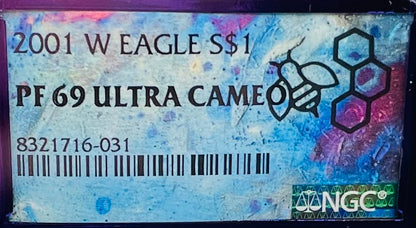 2001 W EAGLE S$1
PF 69 ULTRA CAMEO
8321716-031
NGC®